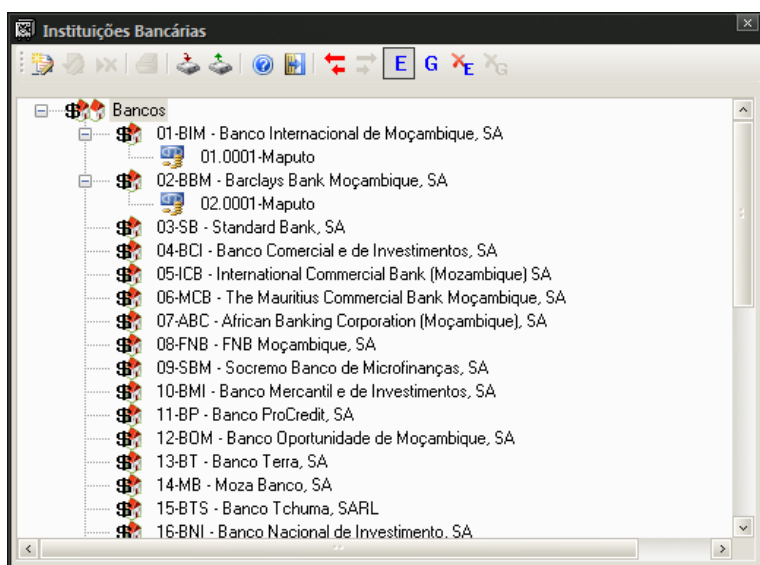 Instituições Bancárias
E G E G
Bancos
01-BIM - Banco Internacional de Moçambique, SA
01.0001-Maputo
02-BBM - Barclays Bank Moçambique, SA
02.0001-Maputo
03-SB - Standard Bank, SA
04-BCI - Banco Comercial e de Investimentos, SA
05-ICB - International Commercial Bank (Mozambique) SA
06-MCB - The Mauritius Commercial Bank Moçambique, SA
07-ABC - African Banking Corporation (Moçambique), SA
08-FNB - FNB Moçambique, SA
09-SBM - Socremo Banco de Microfinanças, SA
10-BMI - Banco Mercantil e de Investimentos, SA
11-BP - Banco ProCredit, SA
12-BOM - Banco Oportunidade de Moçambique, SA
13-BT - Banco Terra, SA
14-MB - Moza Banco, SA
15-BTS - Banco Tchuma, SARL
16-BNI - Banco Nacional de Investimento, SA